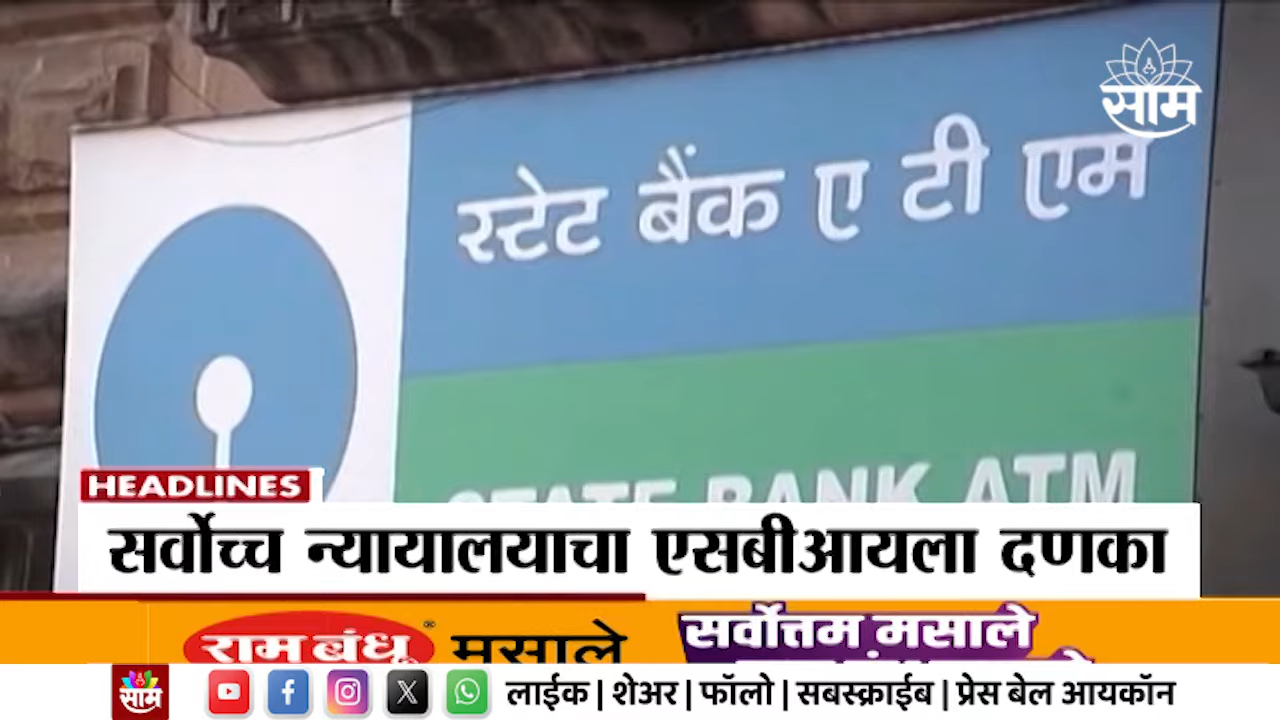 साम
स्टेट बैंक ए टी एम
STATE BANK ATM
HEADLINES
सर्वोच्च न्यायालयाचा एसबीआयला दणका
राम बंधू® मसाले
सर्वोत्तम मसाले
साम
लाईक | शेअर | फॉलो | सबस्क्राईब | प्रेस बेल आयकॉन